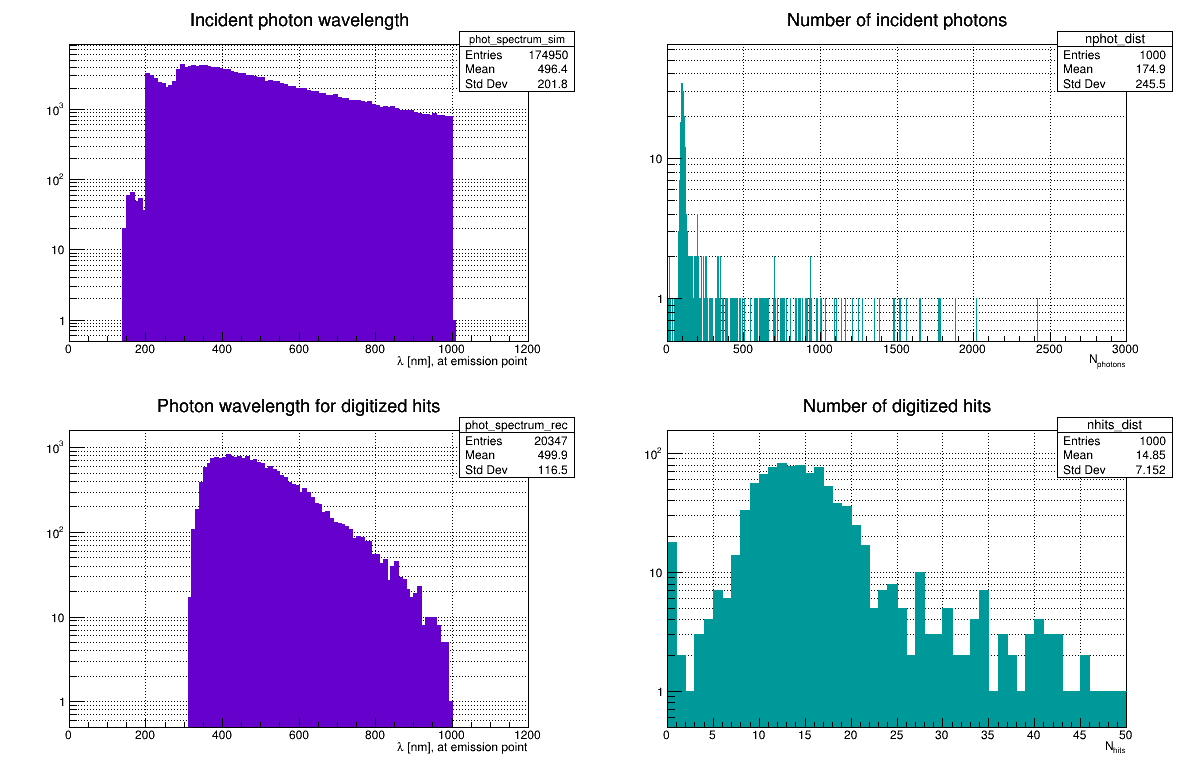 Incident photon wavelength
phot_spectrum_sim
Entries 174950
Mean 496.4
Std Dev 201.8
10³
10²
10
1
0 200 400 600 800 1000 1200
λ [nm], at emission point
Number of incident photons
nphot_dist
Entries 1000
Mean 174.9
Std Dev 245.5
10
1
0 500 1000 1500 2000 2500 3000
Nphotons
Photon wavelength for digitized hits
phot_spectrum_rec
Entries 20347
Mean 499.9
Std Dev 116.5
10³
10²
10
1
0 200 400 600 800 1000 1200
λ [nm], at emission point
Number of digitized hits
nhits_dist
Entries 1000
Mean 14.85
Std Dev 7.152
10²
10
1
0 5 10 15 20 25 30 35 40 45 50
Nhits